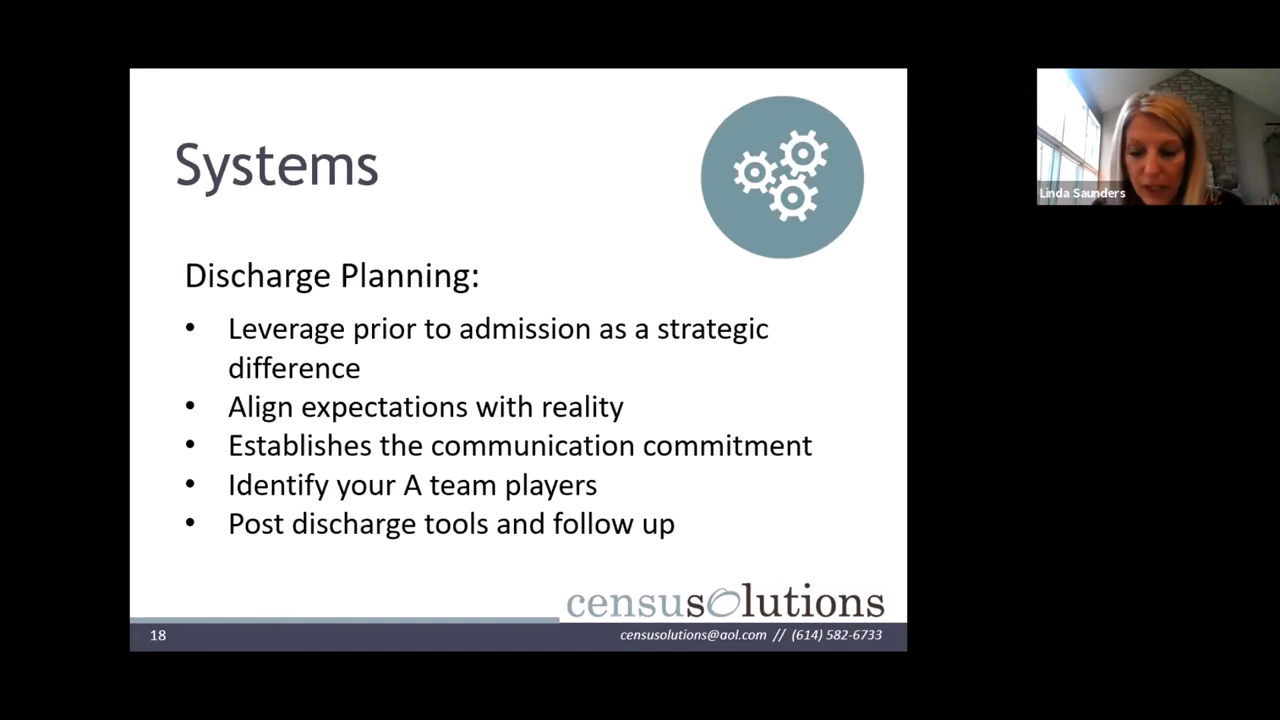 Systems
Discharge Planning:
• Leverage prior to admission as a strategic
difference
• Align expectations with reality
• Establishes the communication commitment
• Identify your A team players
• Post discharge tools and follow up
censusolutions
18
censusolutions@aol.com // (614) 582-6733
Linda Saunders